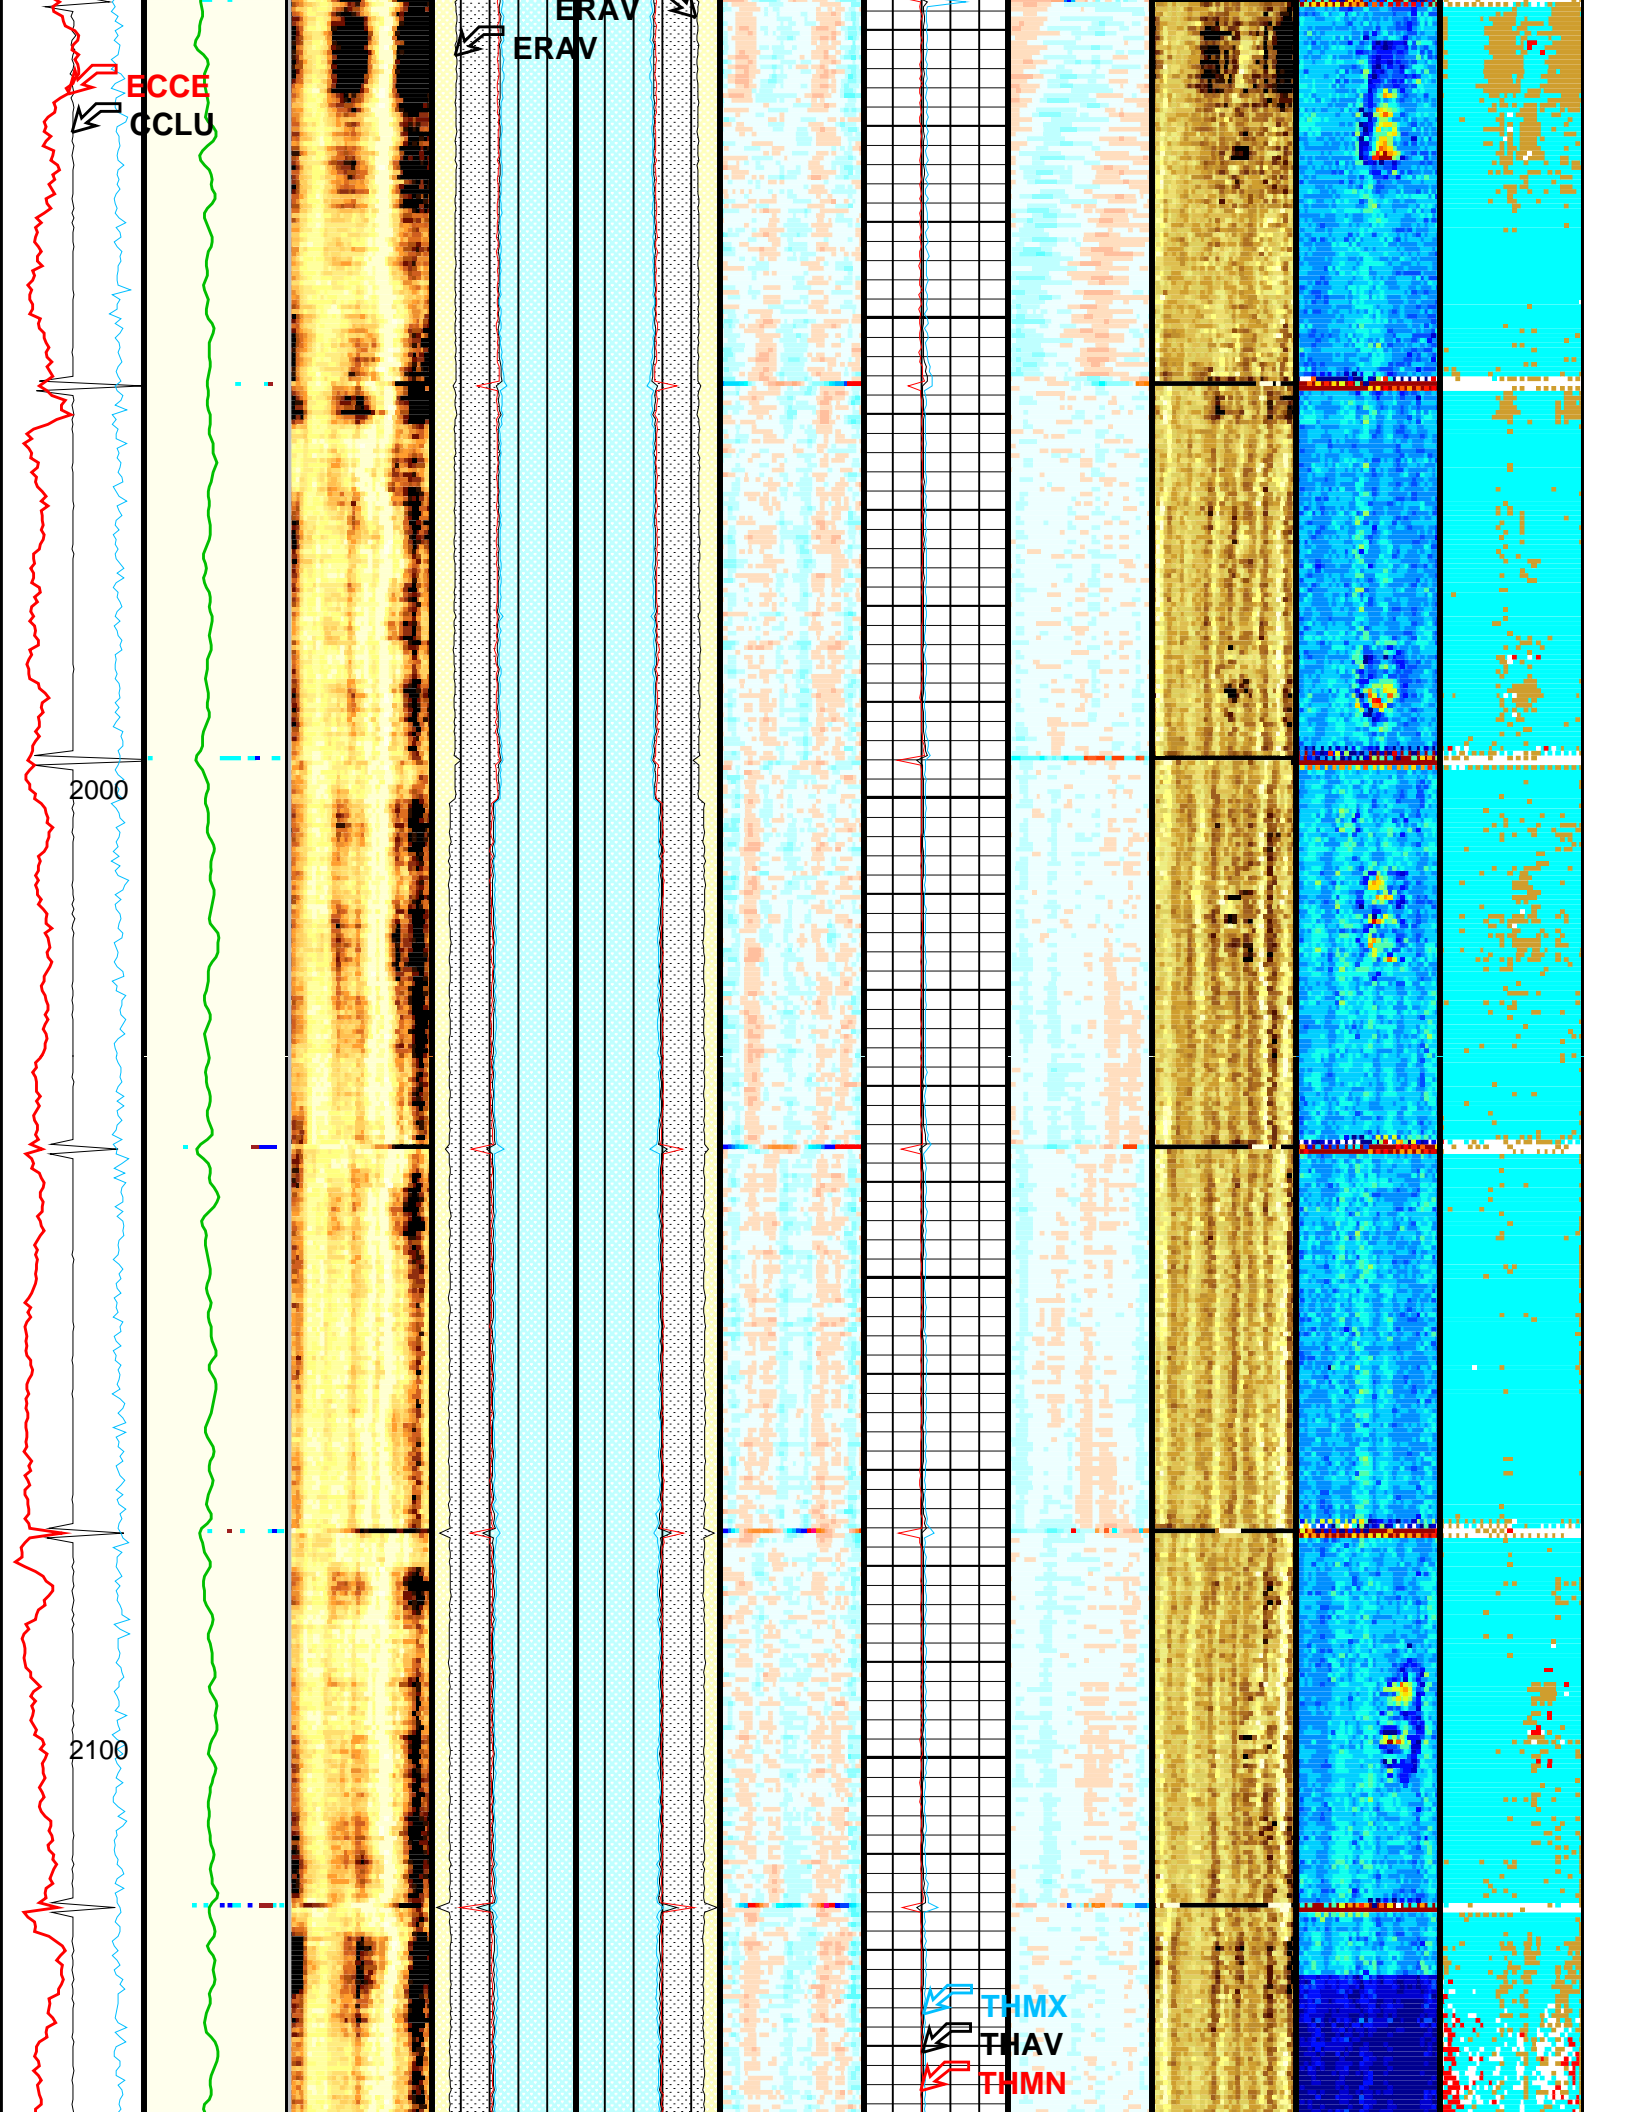 ERAV
ERAV
ECCE
CCLU
2000
2100
THMX
THAV
THMN